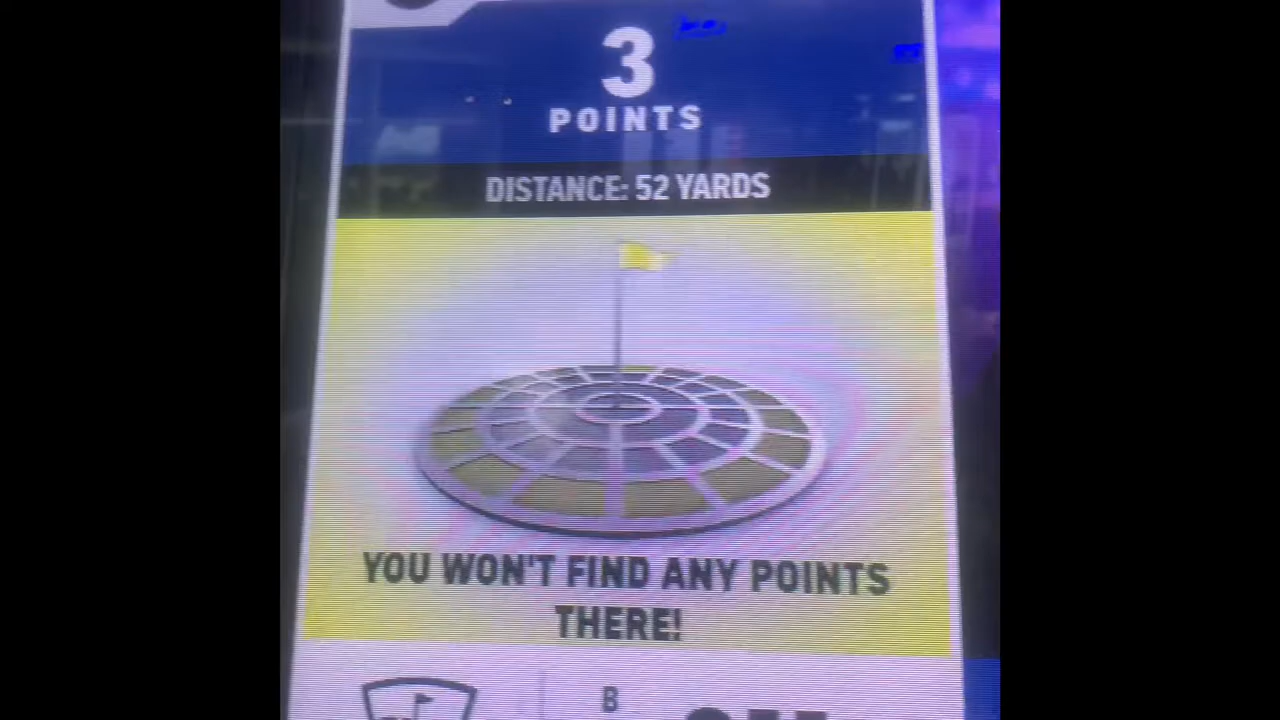 3
POINTS
DISTANCE: 52 YARDS
YOU WON'T FIND ANY POINTS
THERE!
B